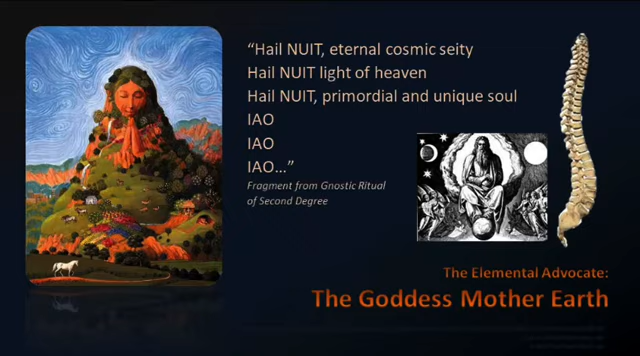 “Hail NUIT, eternal cosmic seity
Hail NUIT light of heaven
Hail NUIT, primordial and unique soul
IAO
IAO
IAO…”
Fragment from Gnostic Ritual
of Second Degree
The Elemental Advocate:
The Goddess Mother Earth